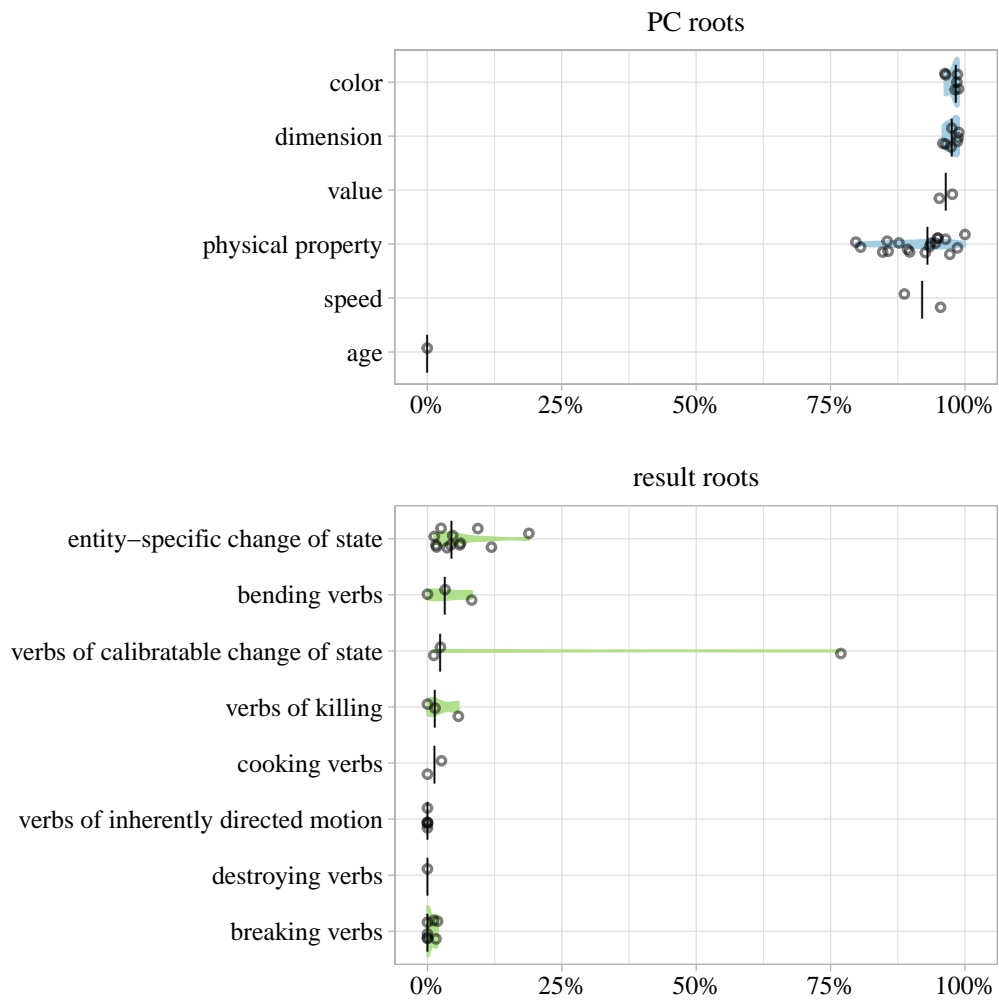 PC roots
color
dimension
value
physical property
speed
age
0% 25% 50% 75% 100%
result roots
entity−specific change of state
bending verbs
verbs of calibratable change of state
verbs of killing
cooking verbs
verbs of inherently directed motion
destroying verbs
breaking verbs
0% 25% 50% 75% 100%